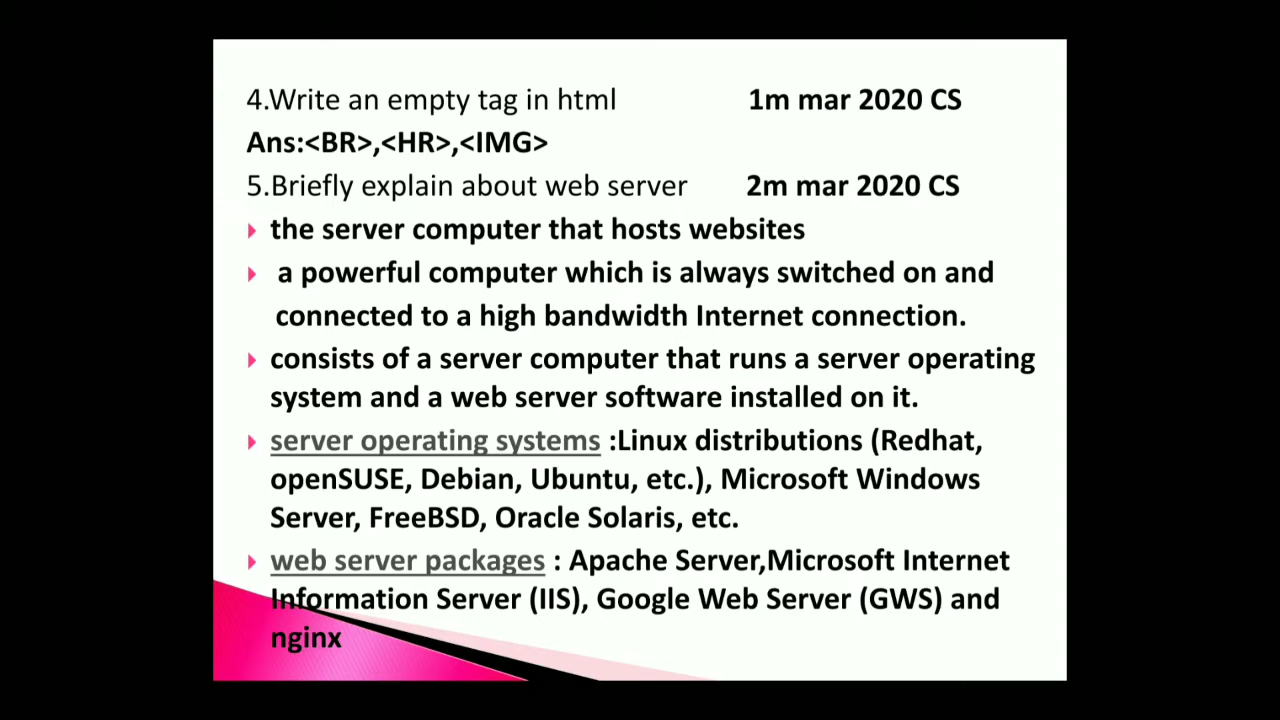 4.Write an empty tag in html 1m mar 2020 CS
Ans:<BR>,<HR>,<IMG>
5.Briefly explain about web server 2m mar 2020 CS
the server computer that hosts websites
a powerful computer which is always switched on and
connected to a high bandwidth Internet connection.
consists of a server computer that runs a server operating
system and a web server software installed on it.
server operating systems :Linux distributions (Redhat,
openSUSE, Debian, Ubuntu, etc.), Microsoft Windows
Server, FreeBSD, Oracle Solaris, etc.
web server packages : Apache Server,Microsoft Internet
Information Server (IIS), Google Web Server (GWS) and
nginx